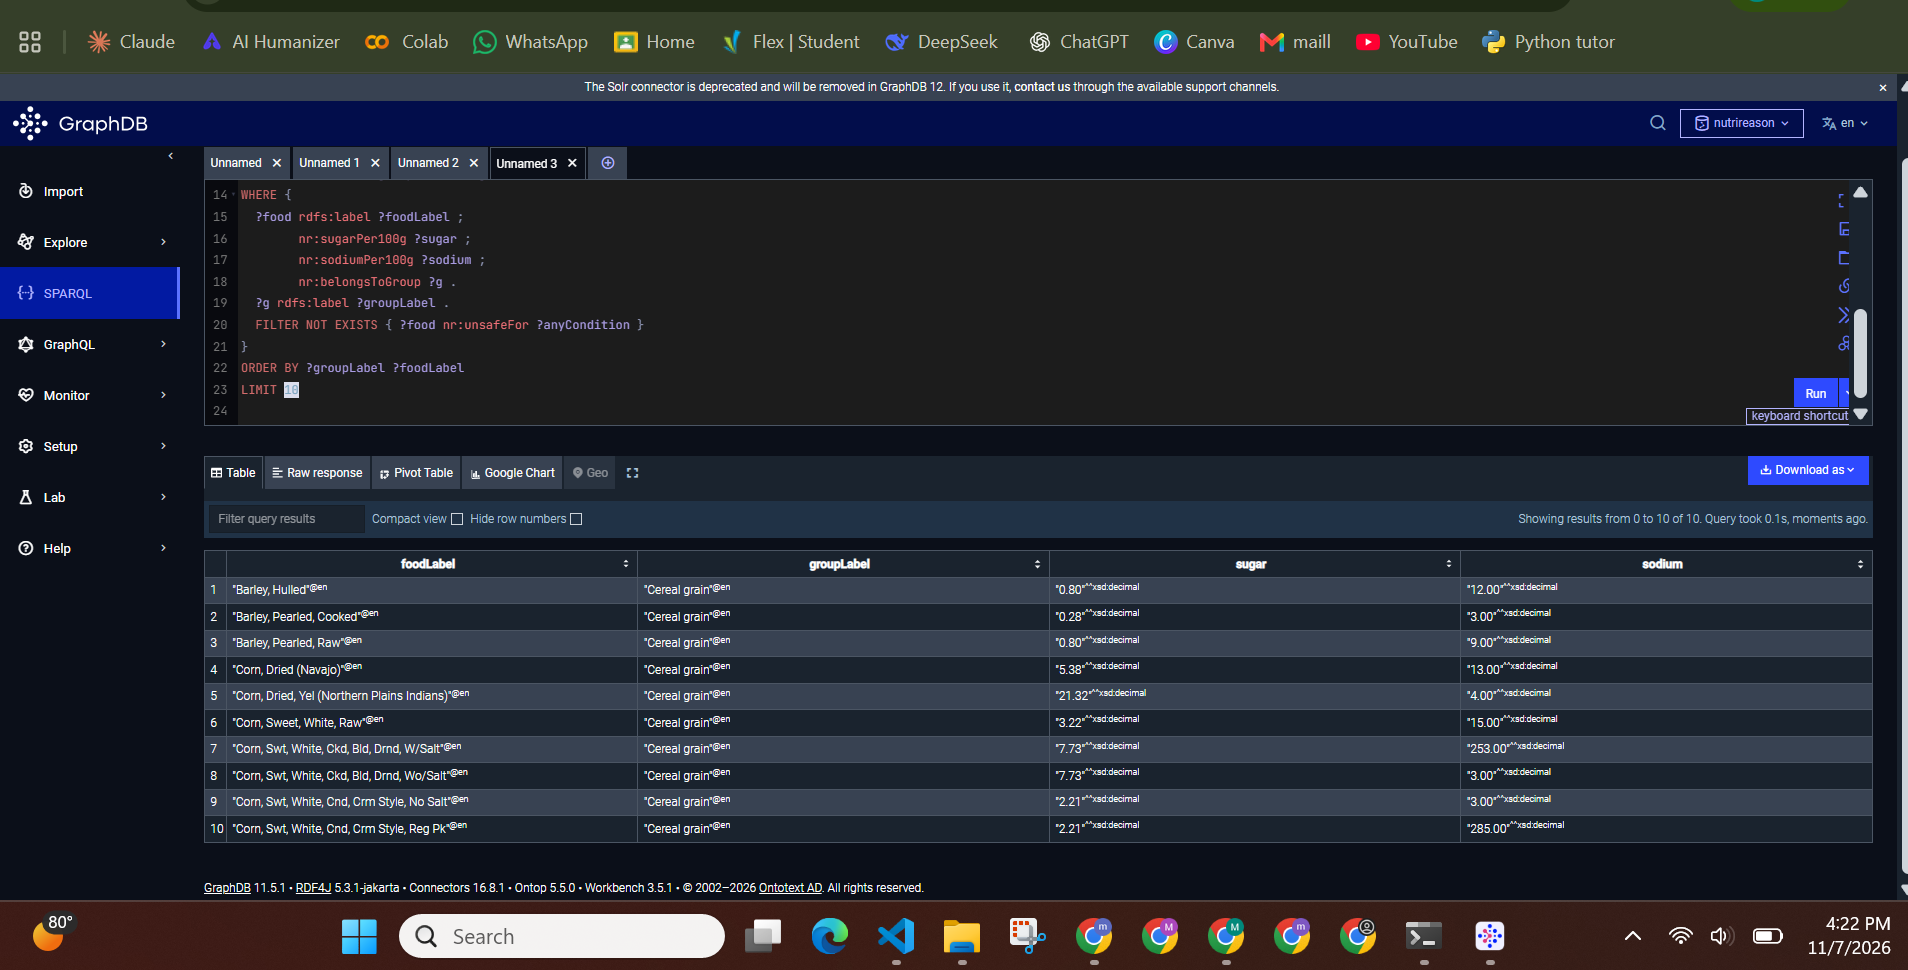 Claude
AI Humanizer
Colab
WhatsApp
Home
Flex | Student
DeepSeek
ChatGPT
Canva
maill
YouTube
Python tutor
The Solr connector is deprecated and will be removed in GraphDB 12. If you use it, contact us through the available support channels.
GraphDB
nutrireason
en
Import
Explore
SPARQL
GraphQL
Monitor
Setup
Lab
Help
Unnamed
Unnamed 1
Unnamed 2
Unnamed 3
14 WHERE {
15 ?food rdfs:label ?foodLabel ;
16 nr:sugarPer100g ?sugar ;
17 nr:sodiumPer100g ?sodium ;
18 nr:belongsToGroup ?g .
19 ?g rdfs:label ?groupLabel .
20 FILTER NOT EXISTS { ?food nr:unsafeFor ?anyCondition }
21 }
22 ORDER BY ?groupLabel ?foodLabel
23 LIMIT 10
24
Run
keyboard shortcut
Table
Raw response
Pivot Table
Google Chart
Geo
Download as
Filter query results
Compact view
Hide row numbers
Showing results from 0 to 10 of 10. Query took 0.1s, moments ago.
foodLabel groupLabel sugar sodium
1 "Barley, Hulled"@en "Cereal grain"@en "0.80"^^xsd:decimal "12.00"^^xsd:decimal
2 "Barley, Pearled, Cooked"@en "Cereal grain"@en "0.28"^^xsd:decimal "3.00"^^xsd:decimal
3 "Barley, Pearled, Raw"@en "Cereal grain"@en "0.80"^^xsd:decimal "9.00"^^xsd:decimal
4 "Corn, Dried (Navajo)"@en "Cereal grain"@en "5.38"^^xsd:decimal "13.00"^^xsd:decimal
5 "Corn, Dried, Yel (Northern Plains Indians)"@en "Cereal grain"@en "21.32"^^xsd:decimal "4.00"^^xsd:decimal
6 "Corn, Sweet, White, Raw"@en "Cereal grain"@en "3.22"^^xsd:decimal "15.00"^^xsd:decimal
7 "Corn, Swt, White, Ckd, Bld, Drnd, W/Salt"@en "Cereal grain"@en "7.73"^^xsd:decimal "253.00"^^xsd:decimal
8 "Corn, Swt, White, Ckd, Bld, Drnd, Wo/Salt"@en "Cereal grain"@en "7.73"^^xsd:decimal "3.00"^^xsd:decimal
9 "Corn, Swt, White, Cnd, Crm Style, No Salt"@en "Cereal grain"@en "2.21"^^xsd:decimal "3.00"^^xsd:decimal
10 "Corn, Swt, White, Cnd, Crm Style, Reg Pk"@en "Cereal grain"@en "2.21"^^xsd:decimal "285.00"^^xsd:decimal
GraphDB 11.5.1 • RDF4J 5.3.1-jakarta • Connectors 16.8.1 • Ontop 5.5.0 • Workbench 3.5.1 • © 2002–2026 Ontotext AD. All rights reserved.
80°
Search
4:22 PM
11/7/2026